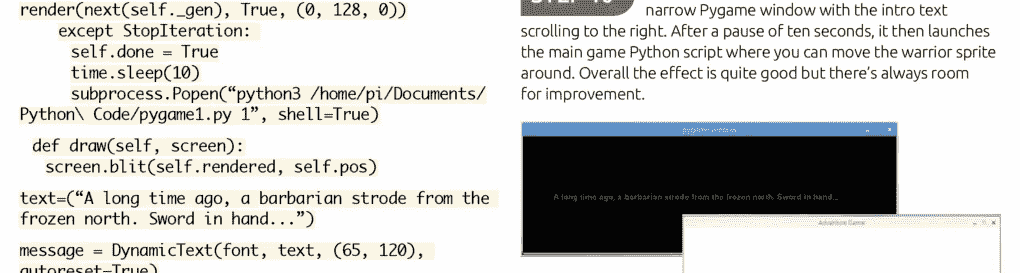 render(next(self._gen), True, (0, 128, 0))
except StopIteration:
self.done = True
time.sleep(10)
subprocess.Popen(“python3 /home/pi/Documents/
Python\ Code/pygame1.py 1”, shell=True)
def draw(self, screen):
screen.blit(self.rendered, self.pos)
text=(“A long time ago, a barbarian strode from the
frozen north. Sword in hand...”)
message = DynamicText(font, text, (65, 120),
autoreset=True)
narrow Pygame window with the intro text
scrolling to the right. After a pause of ten seconds, it then launches
the main game Python script where you can move the warrior sprite
around. Overall the effect is quite good but there’s always room
for improvement.
pygame window
A long time ago, a barbarian strode from the frozen north. Sword in hand...
Adventure Game